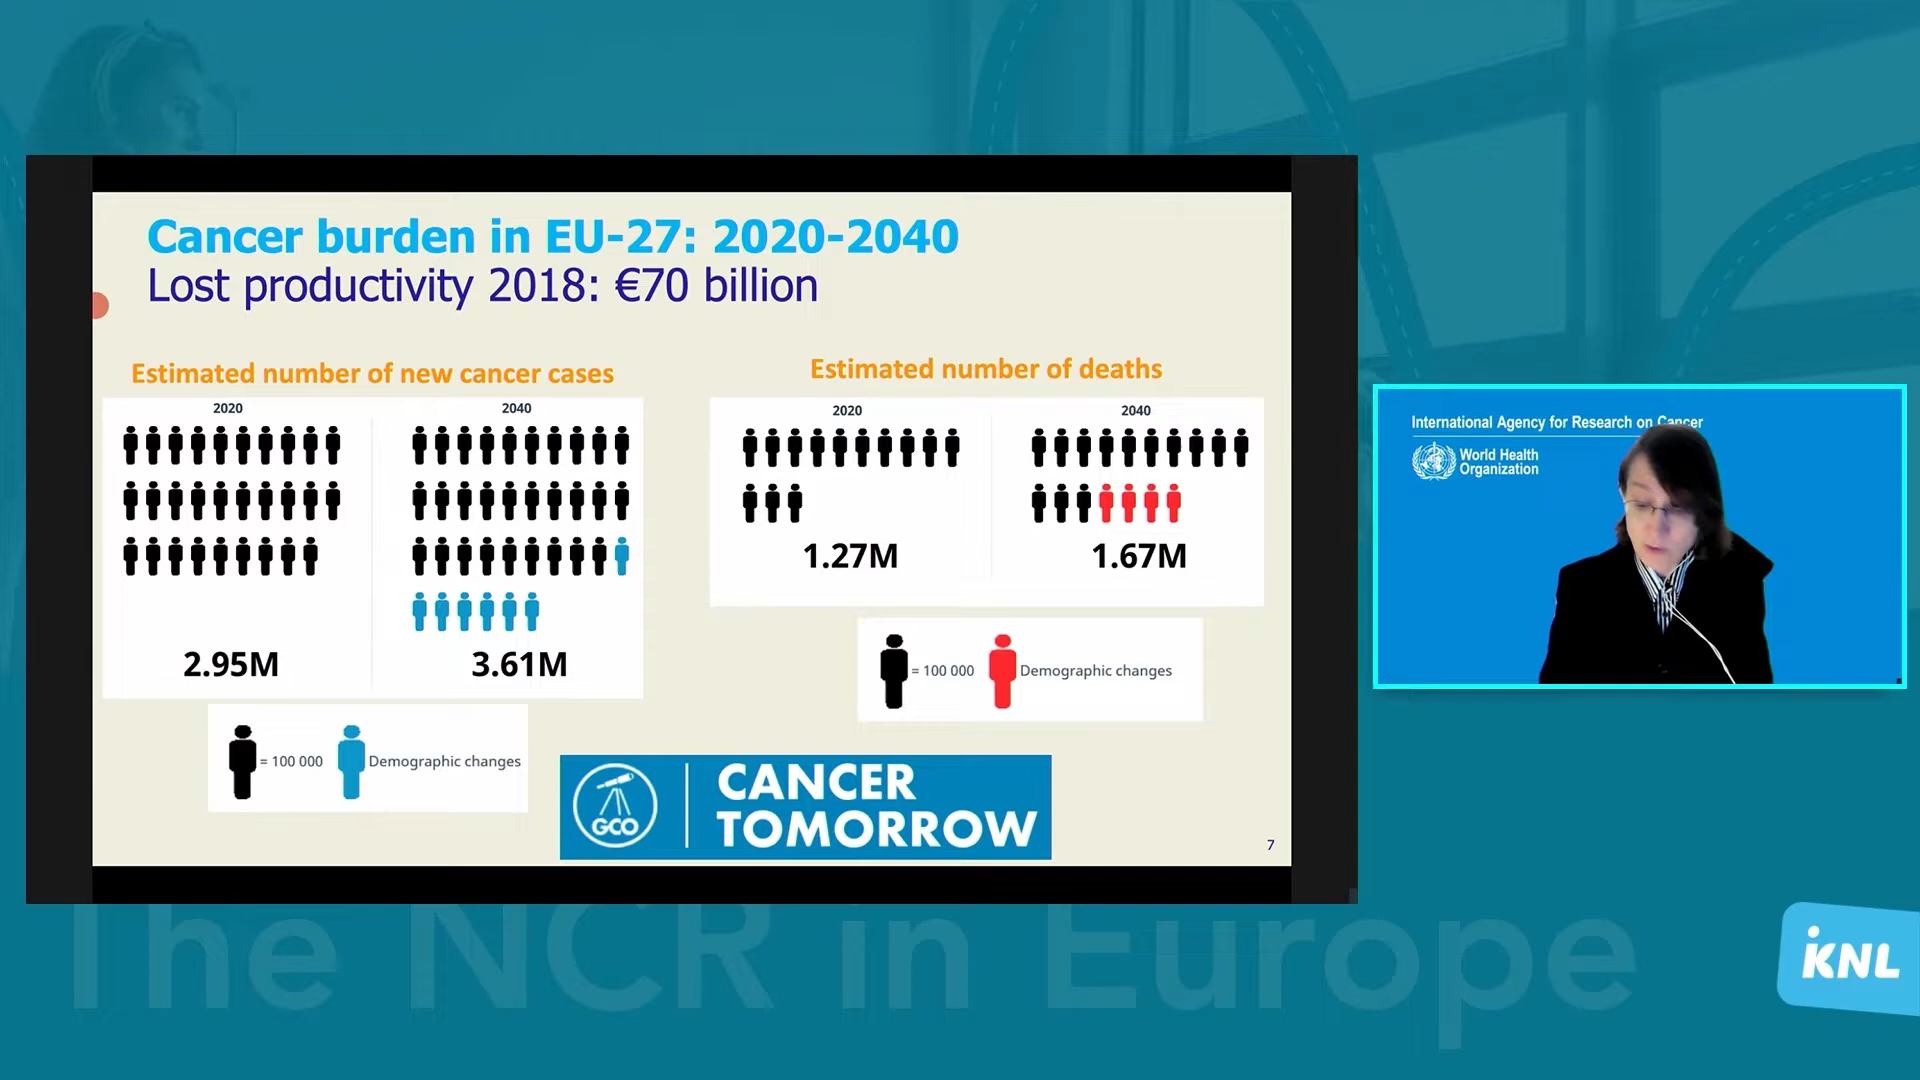 Cancer burden in EU-27: 2020-2040
Lost productivity 2018: €70 billion
Estimated number of new cancer cases
2020
2040
2.95M
3.61M
= 100 000
Demographic changes
Estimated number of deaths
2020
2040
1.27M
1.67M
= 100 000
Demographic changes
GCO
CANCER
TOMORROW
7
International Agency for Research on Cancer
World Health
Organization
The NCR in Europe
iKNL